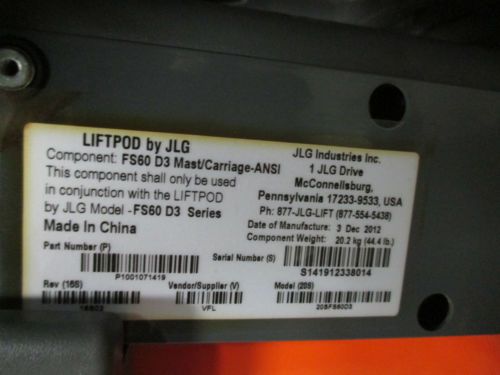 LIFTPOD by JLG
Component: FS60 D3 Mast/Carriage-ANSI
This component shall only be used
in conjunction with the LIFTPOD
by JLG Model -FS60 D3 Series
Made In China
JLG Industries Inc.
1 JLG Drive
McConnellsburg,
Pennsylvania 17233-9533, USA
Ph: 877-JLG-LIFT (877-554-5438)
Date of Manufacture: 3 Dec 2012
Component Weight: 20.2 kg (44.4 lb.)
Part Number (P)
P1001071419
Serial Number (S)
S141912338014
Rev (16S)
Vendor/Supplier (V)
VFL
Model (20S)
20SFS60D3